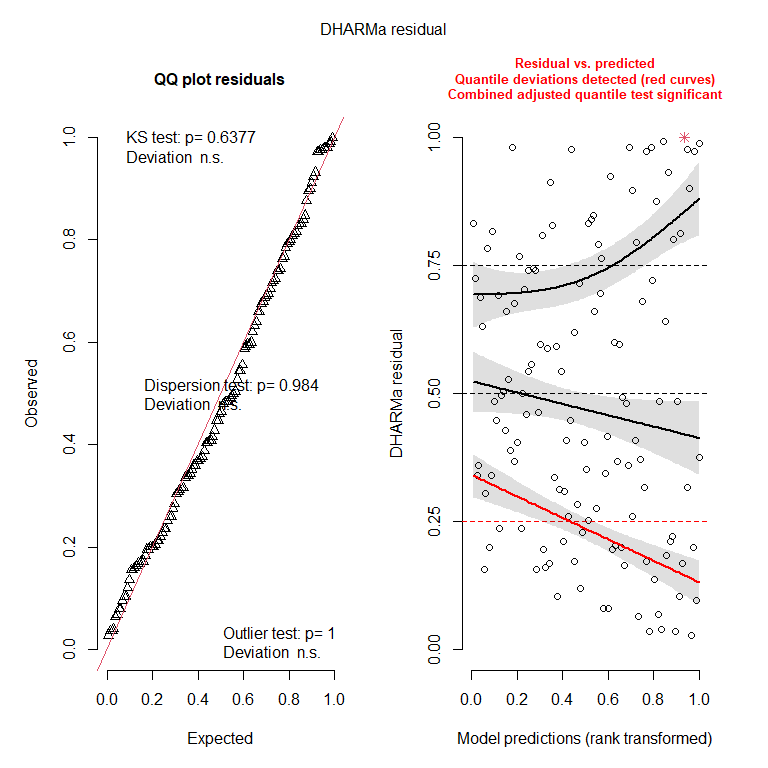 DHARMa residual
QQ plot residuals
KS test: p= 0.6377
Deviation n.s.
Dispersion test: p= 0.984
Deviation n.s.
Outlier test: p= 1
Deviation n.s.
Observed
0.0
0.2
0.4
0.6
0.8
1.0
0.0
0.2
0.4
0.6
0.8
1.0
Expected
Residual vs. predicted
Quantile deviations detected (red curves)
Combined adjusted quantile test significant
DHARMa residual
0.00
0.25
0.50
0.75
1.00
0.0
0.2
0.4
0.6
0.8
1.0
Model predictions (rank transformed)